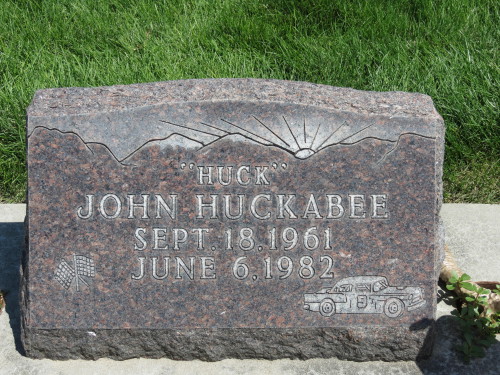 "HUCK"
JOHN HUCKABEE
SEPT. 18, 1961
JUNE 6, 1982